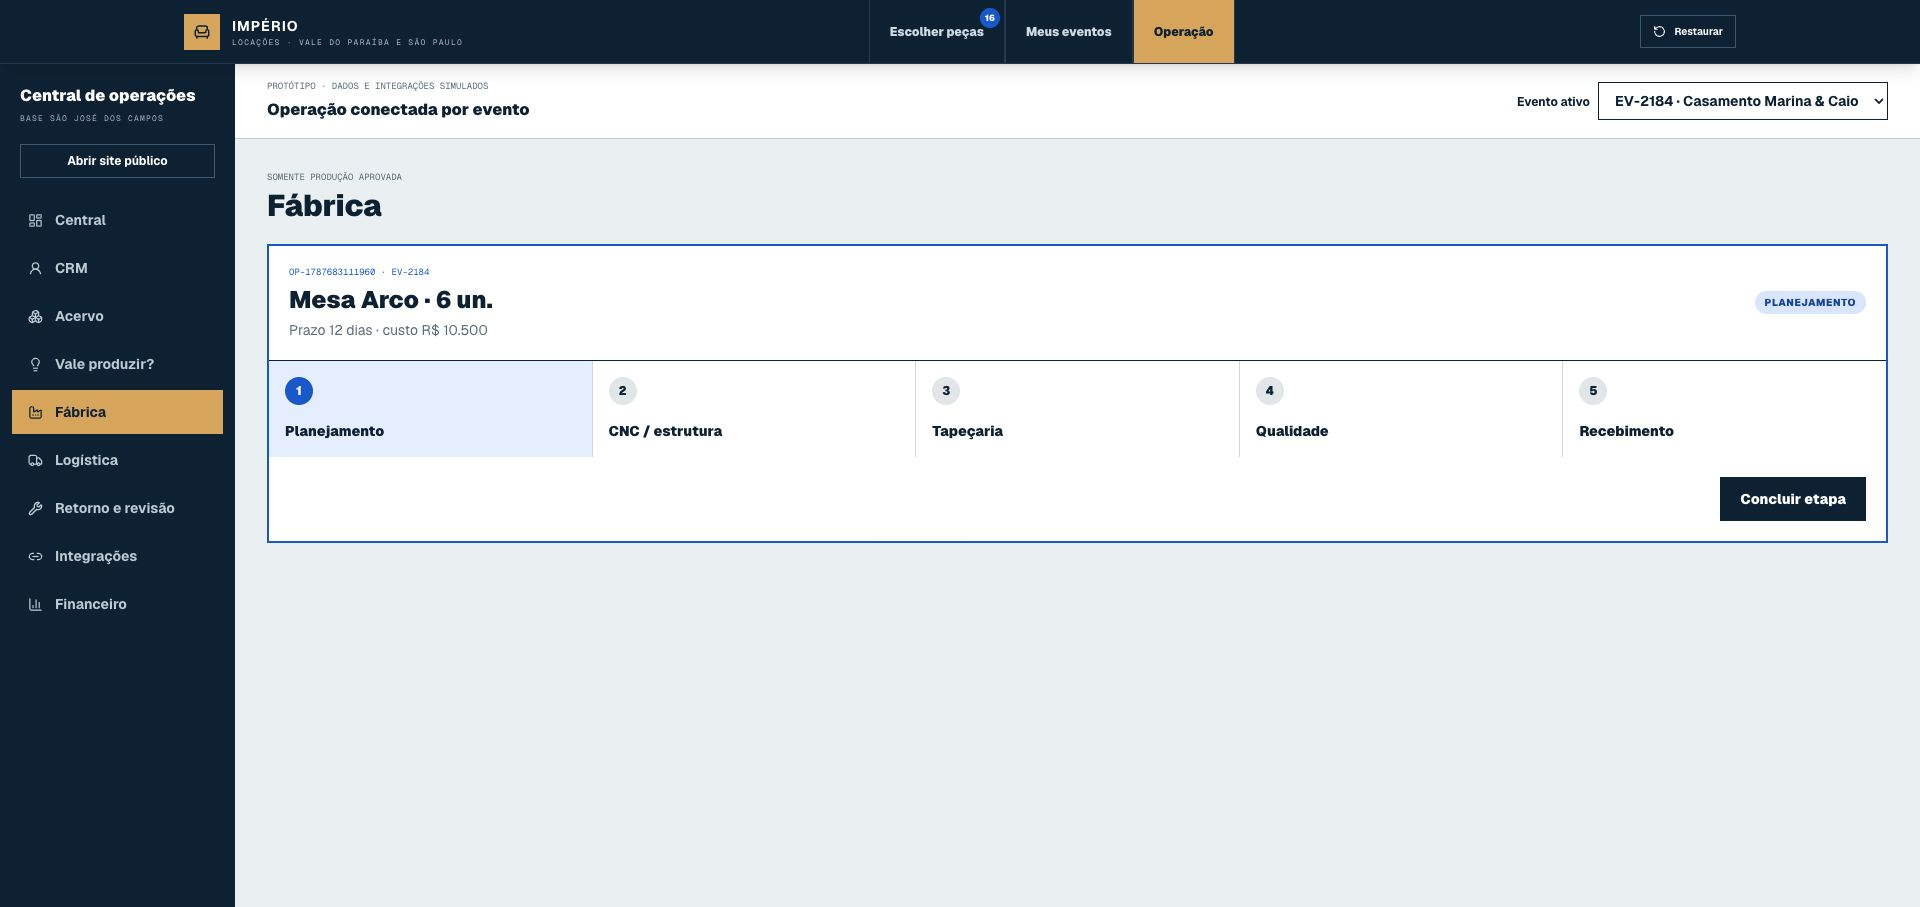 IMPÉRIO
LOCAÇÕES · VALE DO PARAÍBA E SÃO PAULO
Escolher peças
16
Meus eventos
Operação
Restaurar
Central de operações
BASE SÃO JOSÉ DOS CAMPOS
Abrir site público
Central
CRM
Acervo
Vale produzir?
Fábrica
Logística
Retorno e revisão
Integrações
Financeiro
PROTÓTIPO · DADOS E INTEGRAÇÕES SIMULADOS
Operação conectada por evento
Evento ativo
EV-2184 · Casamento Marina & Caio
SOMENTE PRODUÇÃO APROVADA
Fábrica
OP-1787683111960 · EV-2184
Mesa Arco · 6 un.
Prazo 12 dias · custo R$ 10.500
PLANEJAMENTO
1
Planejamento
2
CNC / estrutura
3
Tapeçaria
4
Qualidade
5
Recebimento
Concluir etapa